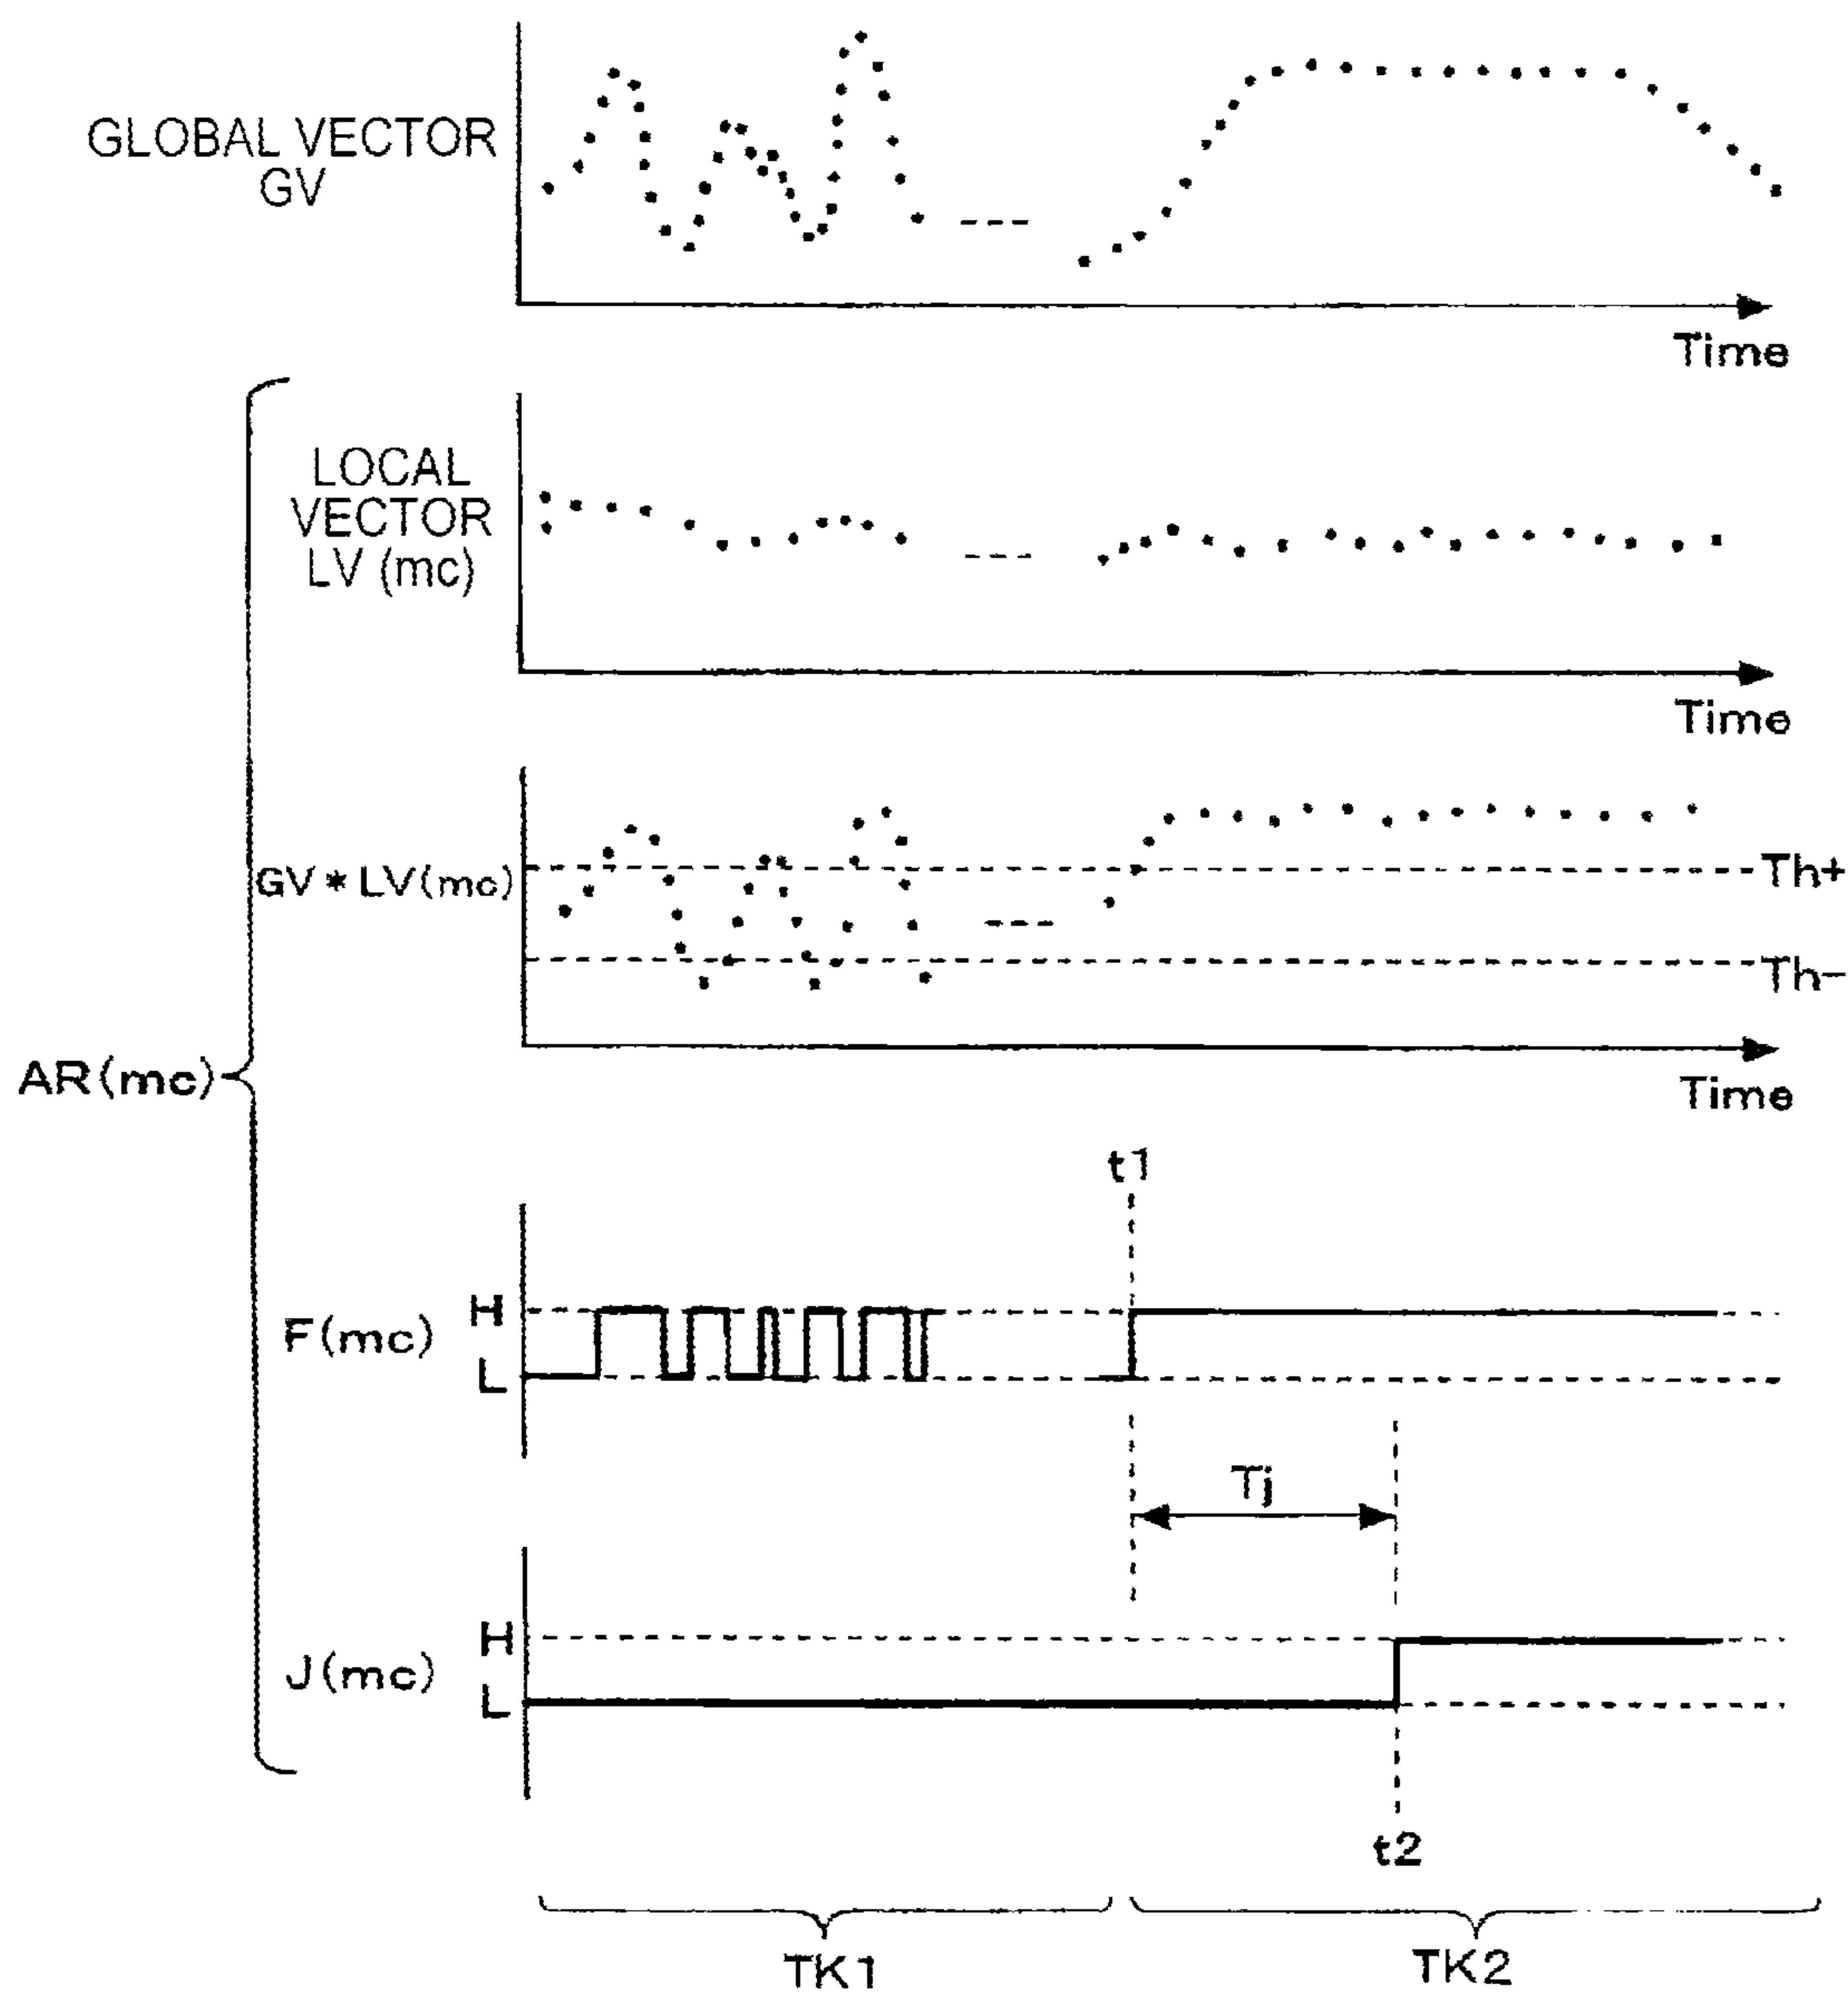 GLOBAL VECTOR
GV
Time
LOCAL
VECTOR
LV (mc)
Time
GV * LV(mc)
Th+
Th−
Time
AR(mc)
t1
F(mc)
H
L
Tj
J(mc)
H
L
t2
TK1
TK2